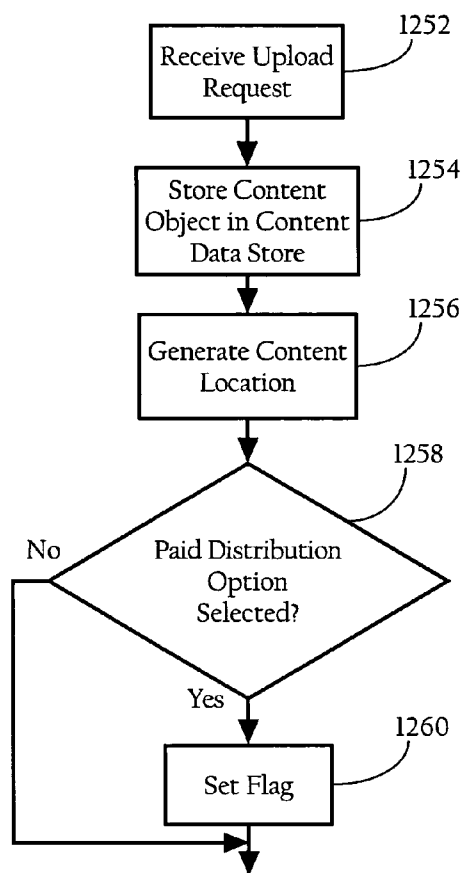 1252
Receive Upload
Request
1254
Store Content
Object in Content
Data Store
1256
Generate Content
Location
1258
No
Paid Distribution
Option
Selected?
Yes
1260
Set Flag